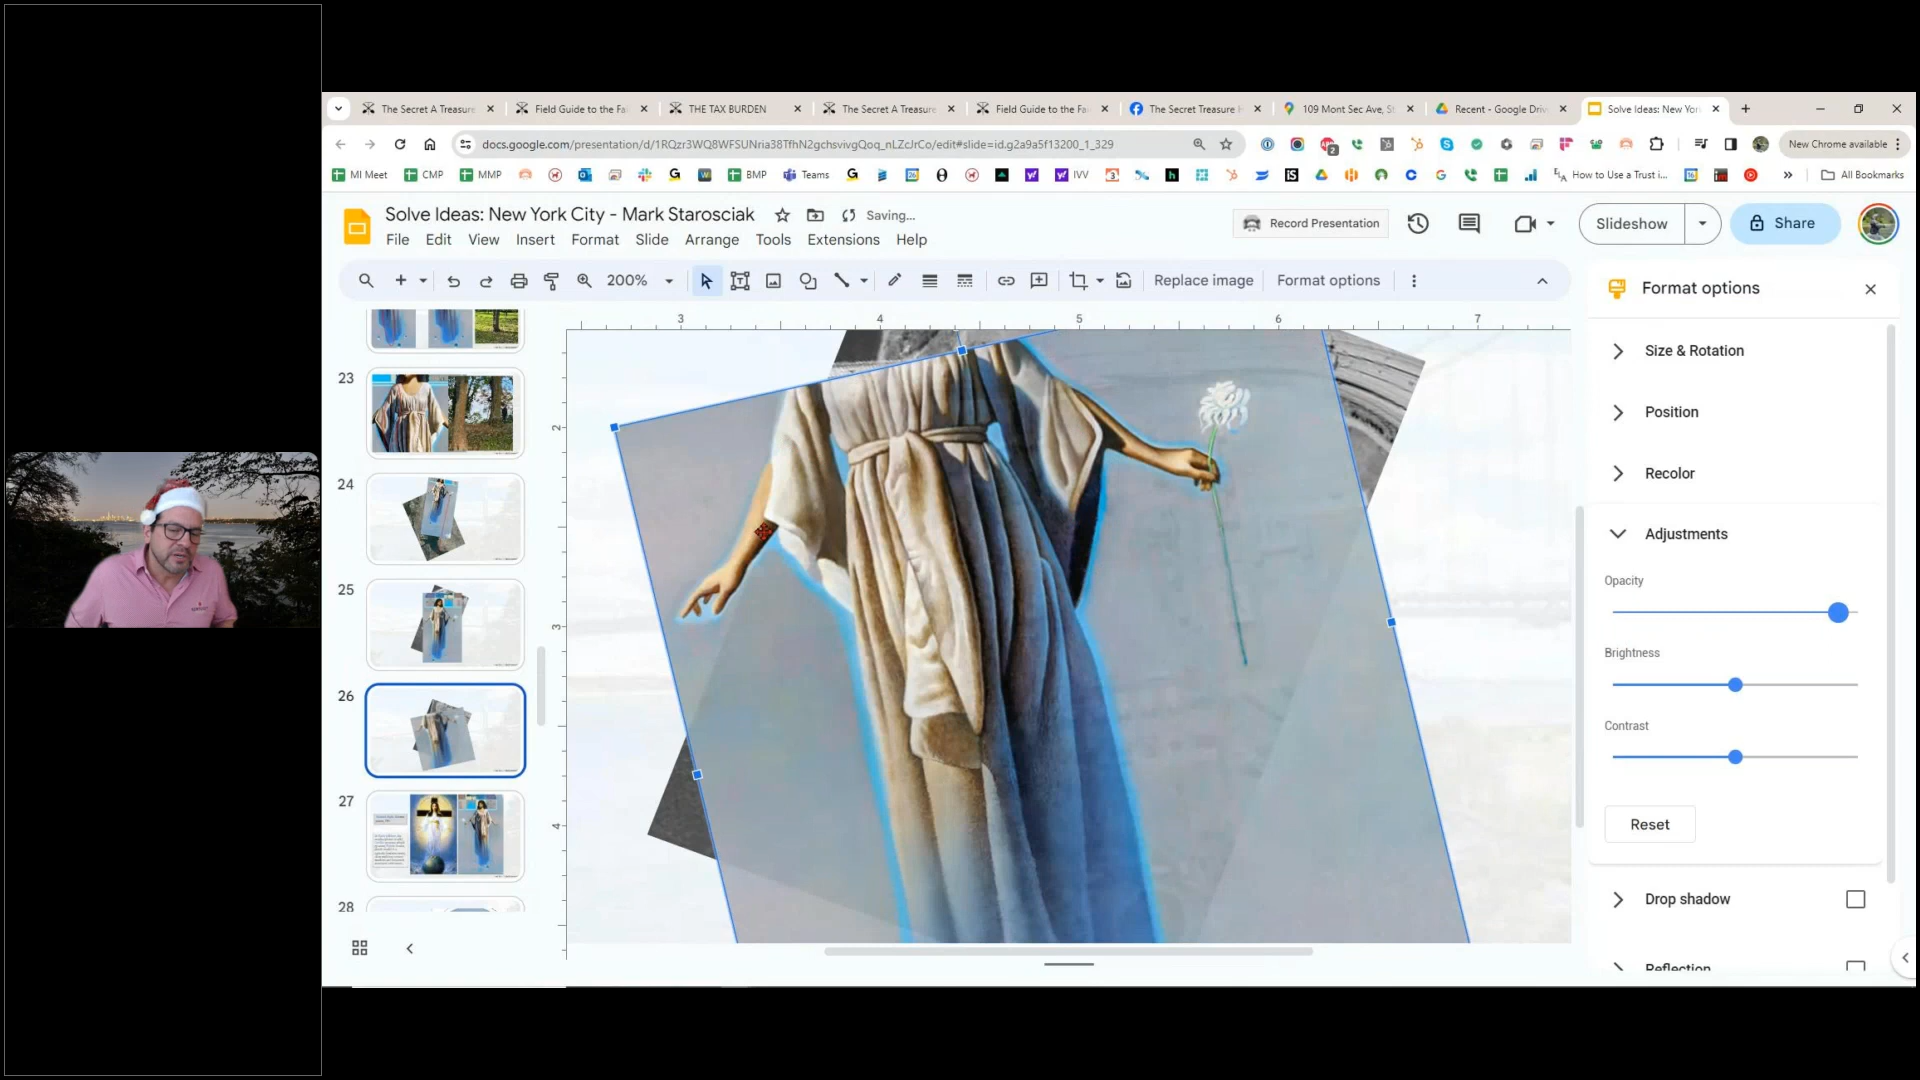 The Secret A Treasure
Field Guide to the Fai
THE TAX BURDEN
The Secret A Treasure
Field Guide to the Fai
The Secret Treasure H
109 Mont Sec Ave, St
Recent - Google Driv
Solve Ideas: New Yor
docs.google.com/presentation/d/1RQzr3WQ8WFSUNria38TfhN2gchsvivgQoq_nLZcJrCo/edit#slide=id.g2a9a5f13200_1_329
New Chrome available
MI Meet
CMP
MMP
BMP
Teams
IVV
How to Use a Trust i...
All Bookmarks
Solve Ideas: New York City - Mark Starosciak
Saving...
Record Presentation
Slideshow
Share
File Edit View Insert Format Slide Arrange Tools Extensions Help
200%
Replace image
Format options
3 4 5 6 7
2
3
4
23
24
25
26
27
28
Format options
Size & Rotation
Position
Recolor
Adjustments
Opacity
Brightness
Contrast
Reset
Drop shadow
Reflection